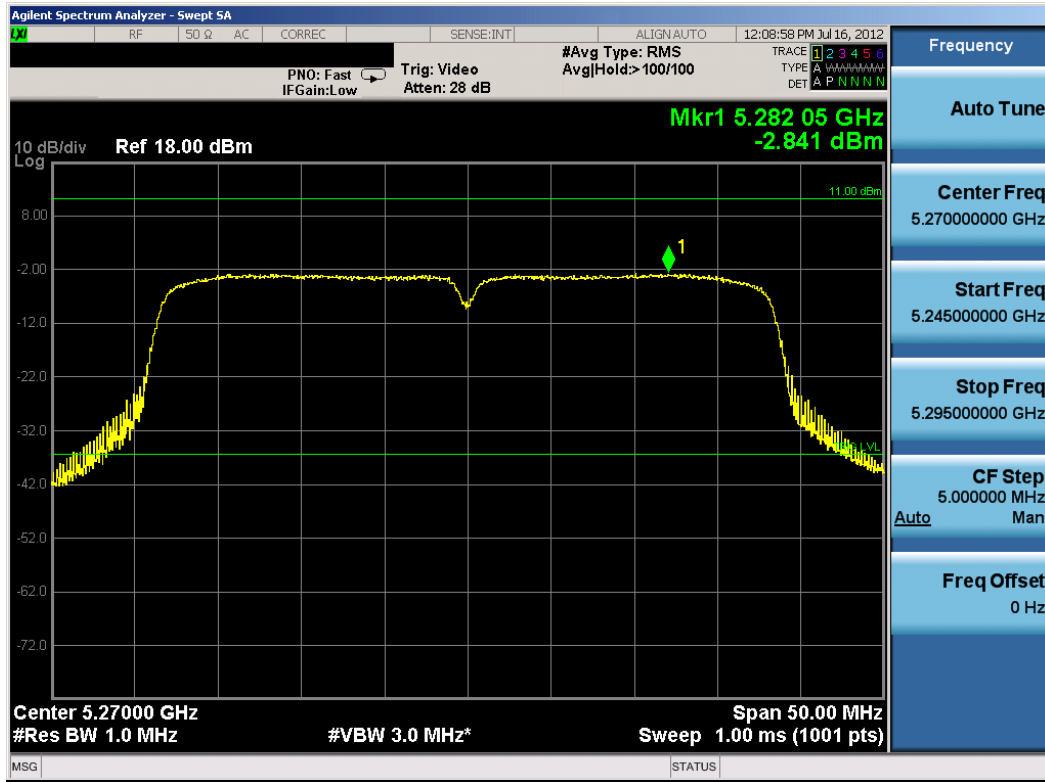 Agilent Spectrum Analyzer - Swept SA
LXI RF 50 Ω AC CORREC SENSE:INT ALIGN AUTO 12:08:58 PM Jul 16, 2012
PNO: Fast
IFGain:Low
Trig: Video
Atten: 28 dB
#Avg Type: RMS
Avg|Hold:>100/100
TRACE 1 2 3 4 5 6
TYPE A WWWWW
DET A P N N N N
Mkr1 5.282 05 GHz
-2.841 dBm
10 dB/div
Log
Ref 18.00 dBm
11.00 dBm
8.00
1
-2.00
-12.0
-22.0
-32.0
LVL
-42.0
-52.0
-62.0
-72.0
Center 5.27000 GHz
Span 50.00 MHz
#Res BW 1.0 MHz
#VBW 3.0 MHz*
Sweep 1.00 ms (1001 pts)
MSG
STATUS
Frequency
Auto Tune
Center Freq
5.270000000 GHz
Start Freq
5.245000000 GHz
Stop Freq
5.295000000 GHz
CF Step
5.000000 MHz
Auto Man
Freq Offset
0 Hz